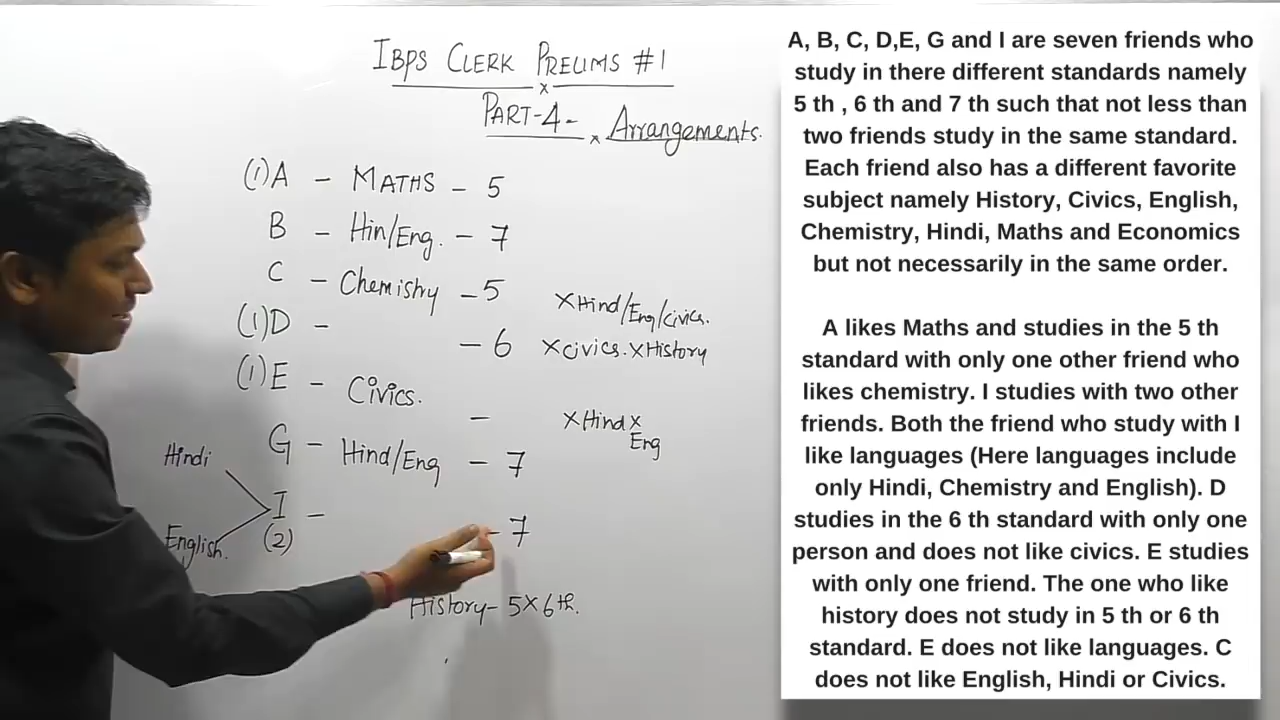 IBPS CLERK PRELIMS #1
x
PART-4-
x Arrangements.
(1) A - MATHS - 5
B - Hin/Eng. - 7
C - Chemistry - 5
xHind/Eng/civics.
(1) D - - 6 xCivics. xHistory
(1) E - Civics. -
xHind x
Eng
G - Hind/Eng - 7
Hindi
I - - 7
English. (2)
History- 5x6th.
A, B, C, D,E, G and I are seven friends who
study in there different standards namely
5 th , 6 th and 7 th such that not less than
two friends study in the same standard.
Each friend also has a different favorite
subject namely History, Civics, English,
Chemistry, Hindi, Maths and Economics
but not necessarily in the same order.
A likes Maths and studies in the 5 th
standard with only one other friend who
likes chemistry. I studies with two other
friends. Both the friend who study with I
like languages (Here languages include
only Hindi, Chemistry and English). D
studies in the 6 th standard with only one
person and does not like civics. E studies
with only one friend. The one who like
history does not study in 5 th or 6 th
standard. E does not like languages. C
does not like English, Hindi or Civics.